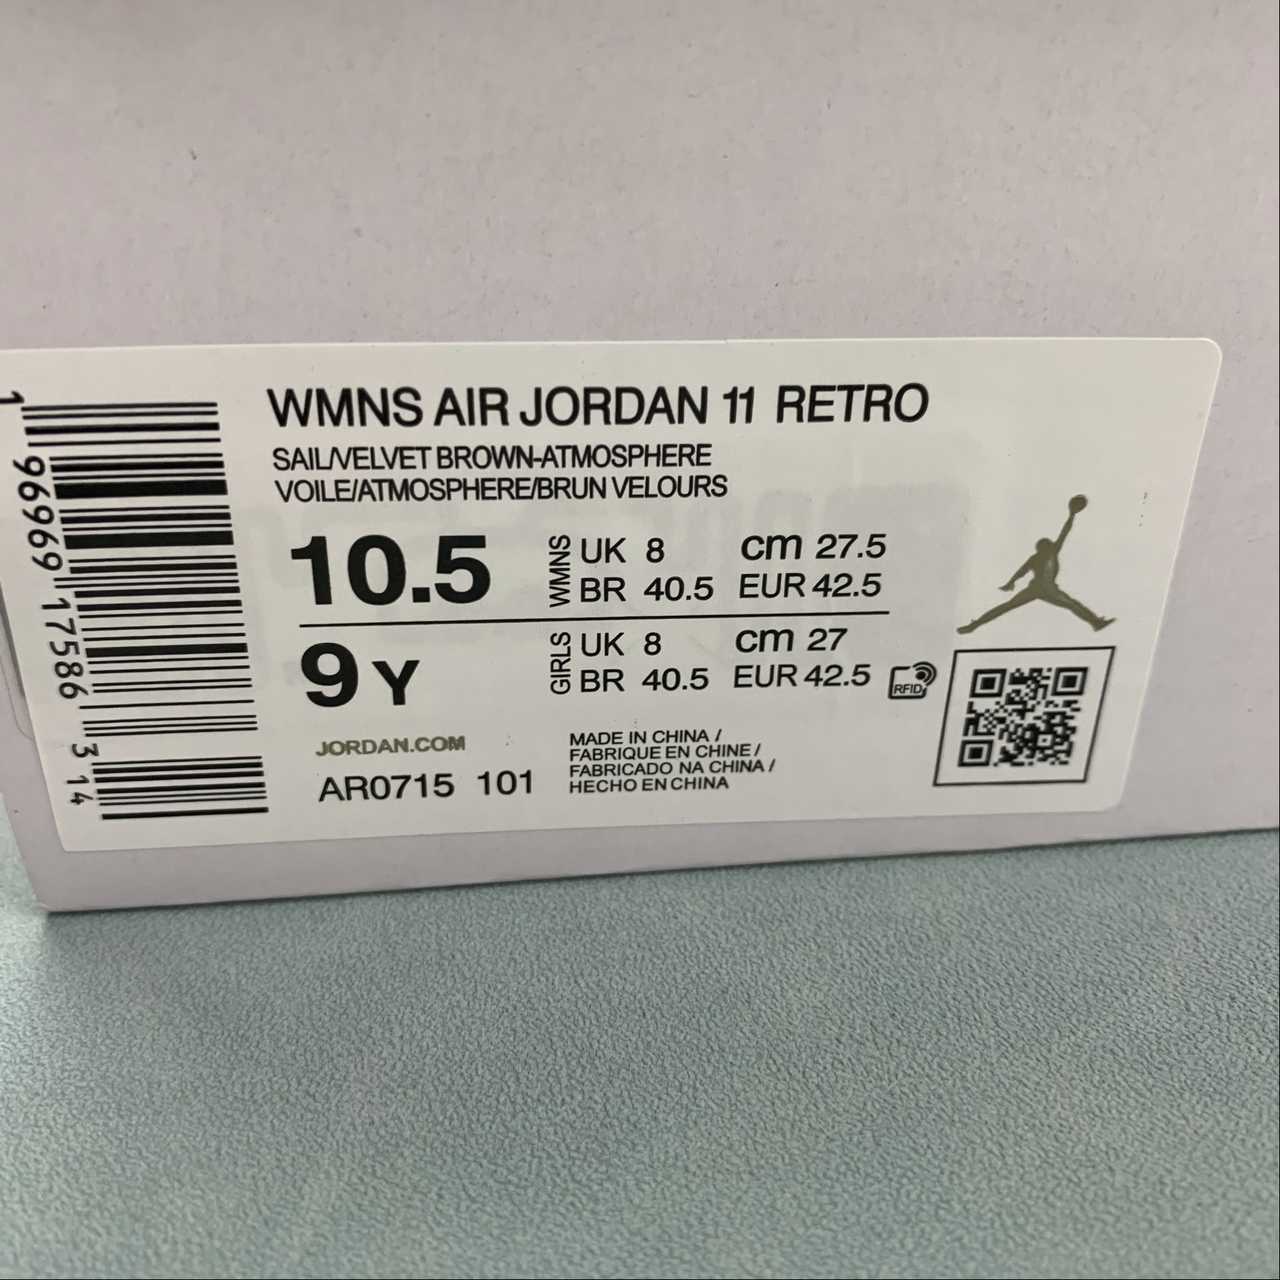 WMNS AIR JORDAN 11 RETRO
SAIL/VELVET BROWN-ATMOSPHERE
VOILE/ATMOSPHERE/BRUN VELOURS
10.5 WMNS UK 8 cm 27.5
BR 40.5 EUR 42.5
9 Y GIRLS UK 8 cm 27
BR 40.5 EUR 42.5
RFID
JORDAN.COM
AR0715 101
MADE IN CHINA /
FABRIQUE EN CHINE /
FABRICADO NA CHINA /
HECHO EN CHINA
1 96969 17586 3 14